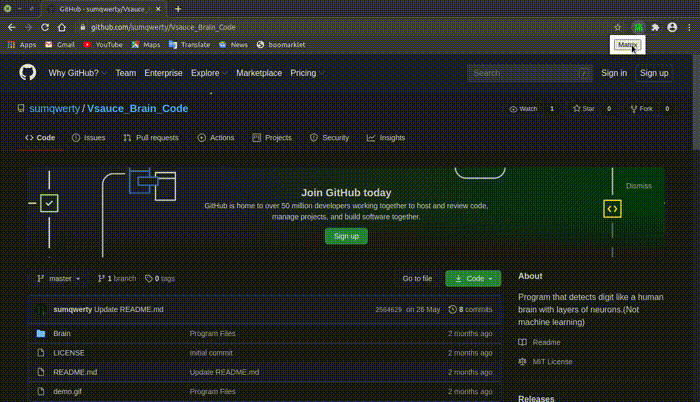 GitHub - sumqwerty/Vsauce_
github.com/sumqwerty/Vsauce_Brain_Code
Apps Gmail YouTube Maps Translate News boomarklet
Matrix
Why GitHub? Team Enterprise Explore Marketplace Pricing Search / Sign in Sign up
sumqwerty / Vsauce_Brain_Code Watch 1 Star 0 Fork 0
Code Issues Pull requests Actions Projects Security Insights
Dismiss
Join GitHub today
GitHub is home to over 50 million developers working together to host and review code,
manage projects, and build software together.
Sign up
master 1 branch 0 tags Go to file Code
About
Program that detects digit like a human
brain with layers of neurons.(Not
machine learning)
Readme
MIT License
Releases
sumqwerty Update README.md 2564629 on 26 May 8 commits
Brain Program Files 2 months ago
LICENSE Initial commit 2 months ago
README.md Update README.md 2 months ago
demo.gif Program Files 2 months ago